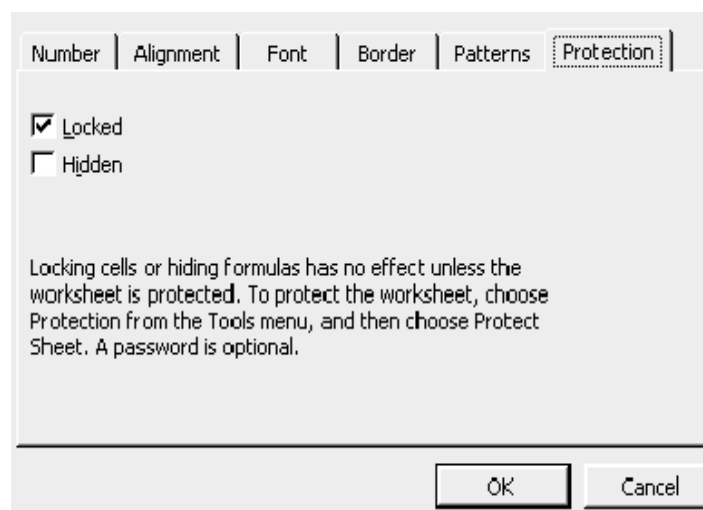 Number Alignment Font Border Patterns Protection
Locked
Hidden
Locking cells or hiding formulas has no effect unless the
worksheet is protected. To protect the worksheet, choose
Protection from the Tools menu, and then choose Protect
Sheet. A password is optional.
OK Cancel